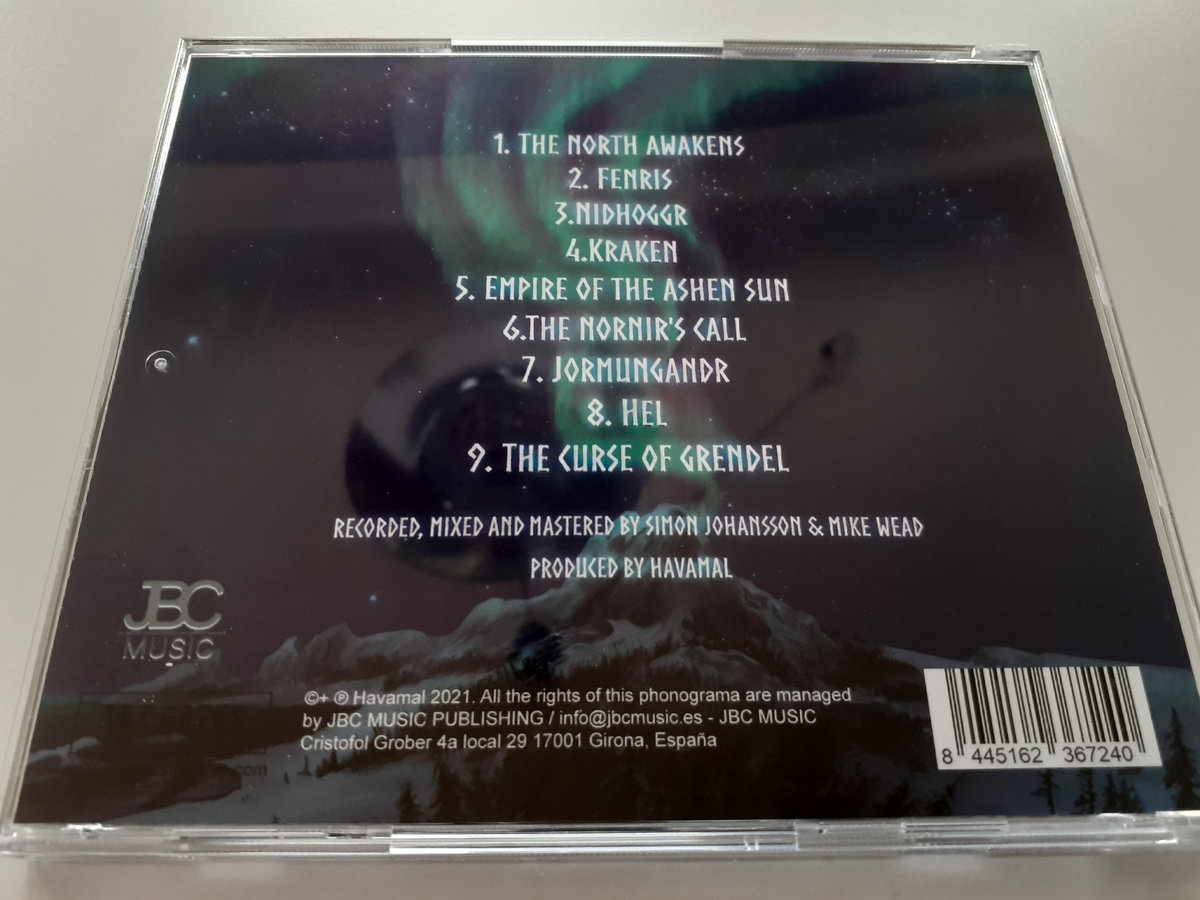 1. THE NORTH AWAKENS
2. FENRIS
3.NIDHOGGR
4.KRAKEN
5. EMPIRE OF THE ASHEN SUN
6.THE NORNIR'S CALL
7. JORMUNGANDR
8. HEL
9. THE CURSE OF GRENDEL
RECORDED, MIXED AND MASTERED BY SIMON JOHANSSON & MIKE WEAD
PRODUCED BY HAVAMAL
JBC
MUSIC
©+ ℗ Havamal 2021. All the rights of this phonograma are managed
by JBC MUSIC PUBLISHING / info@jbcmusic.es - JBC MUSIC
Cristofol Grober 4a local 29 17001 Girona, España
8 445162 367240